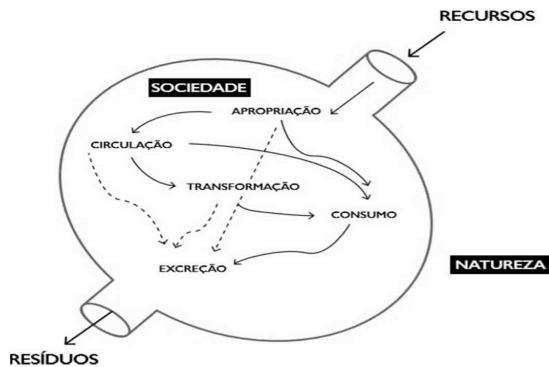 RECURSOS
SOCIEDADE
APROPRIAÇÃO
CIRCULAÇÃO
TRANSFORMAÇÃO
CONSUMO
EXCREÇÃO
NATUREZA
RESÍDUOS